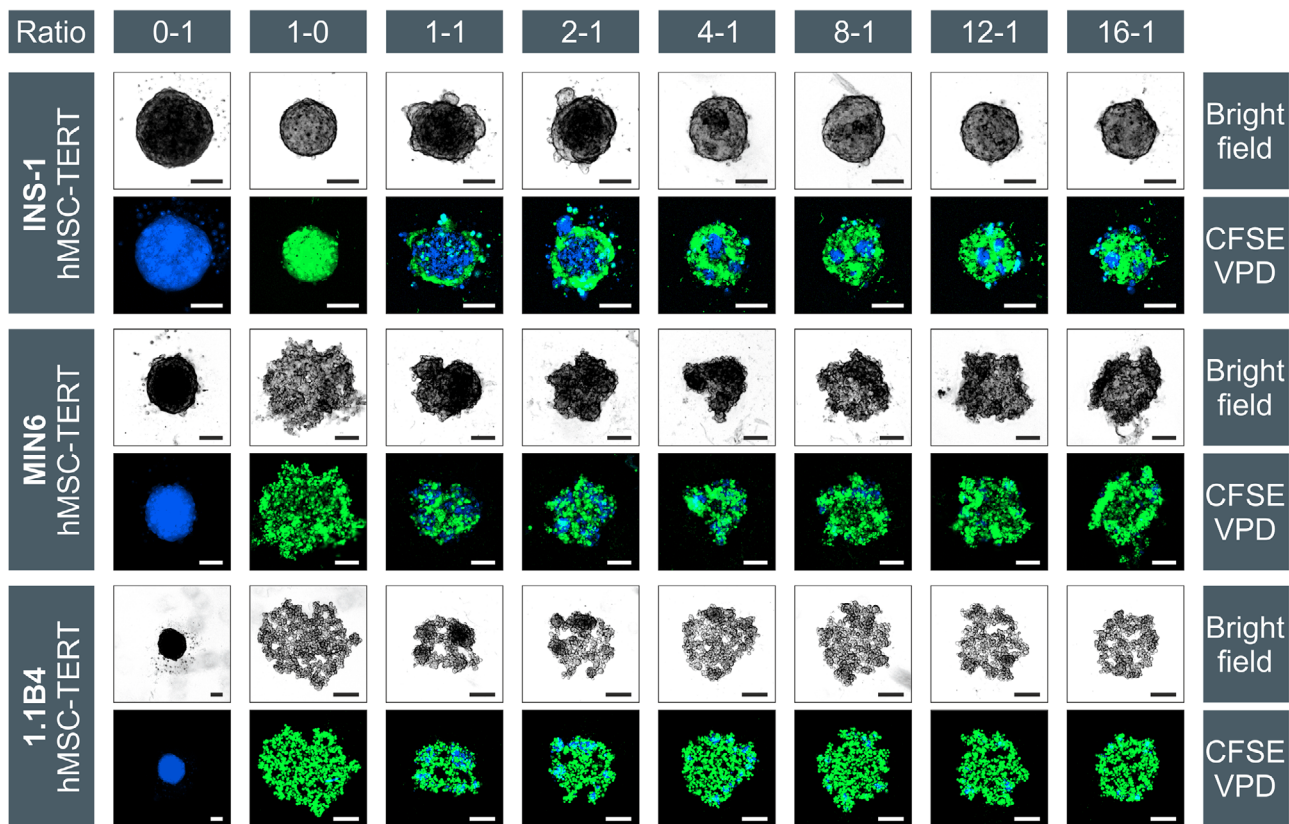 Ratio 0-1 1-0 1-1 2-1 4-1 8-1 12-1 16-1
INS-1
hMSC-TERT
Bright
field
CFSE
VPD
MIN6
hMSC-TERT
Bright
field
CFSE
VPD
1.1B4
hMSC-TERT
Bright
field
CFSE
VPD